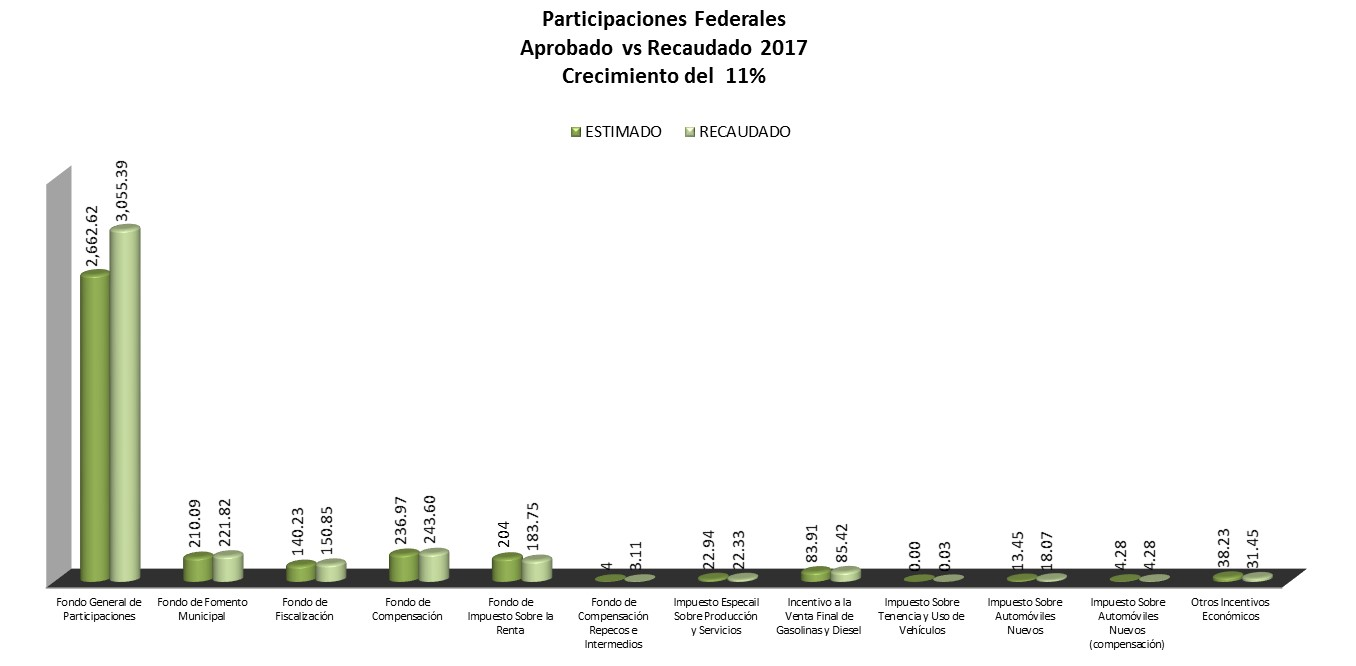 Participaciones Federales
Aprobado vs Recaudado 2017
Crecimiento del 11%
ESTIMADO RECAUDADO
2,662.62
3,055.39
210.09
221.82
140.23
150.85
236.97
243.60
204
183.75
4
3.11
22.94
22.33
83.91
85.42
0.00
0.03
13.45
18.07
4.28
4.28
38.23
31.45
Fondo General de
Participaciones
Fondo de Fomento
Municipal
Fondo de
Fiscalización
Fondo de
Compensación
Fondo de
Impuesto Sobre la
Renta
Fondo de
Compensación
Repecos e
Intermedios
Impuesto Especail
Sobre Producción
y Servicios
Incentivo a la
Venta Final de
Gasolinas y Diesel
Impuesto Sobre
Tenencia y Uso de
Vehículos
Impuesto Sobre
Automóviles
Nuevos
Impuesto Sobre
Automóviles
Nuevos
(compensación)
Otros Incentivos
Económicos